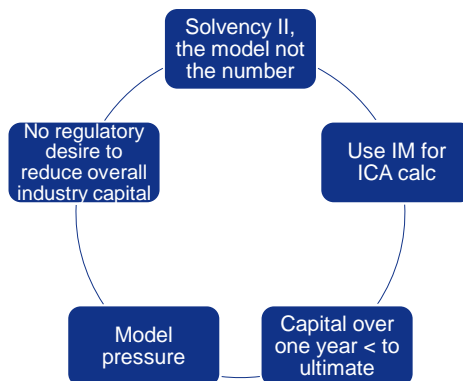 Solvency II,
the model not
the number
Use IM for
ICA calc
Capital over
one year < to
ultimate
Model
pressure
No regulatory
desire to
reduce overall
industry capital